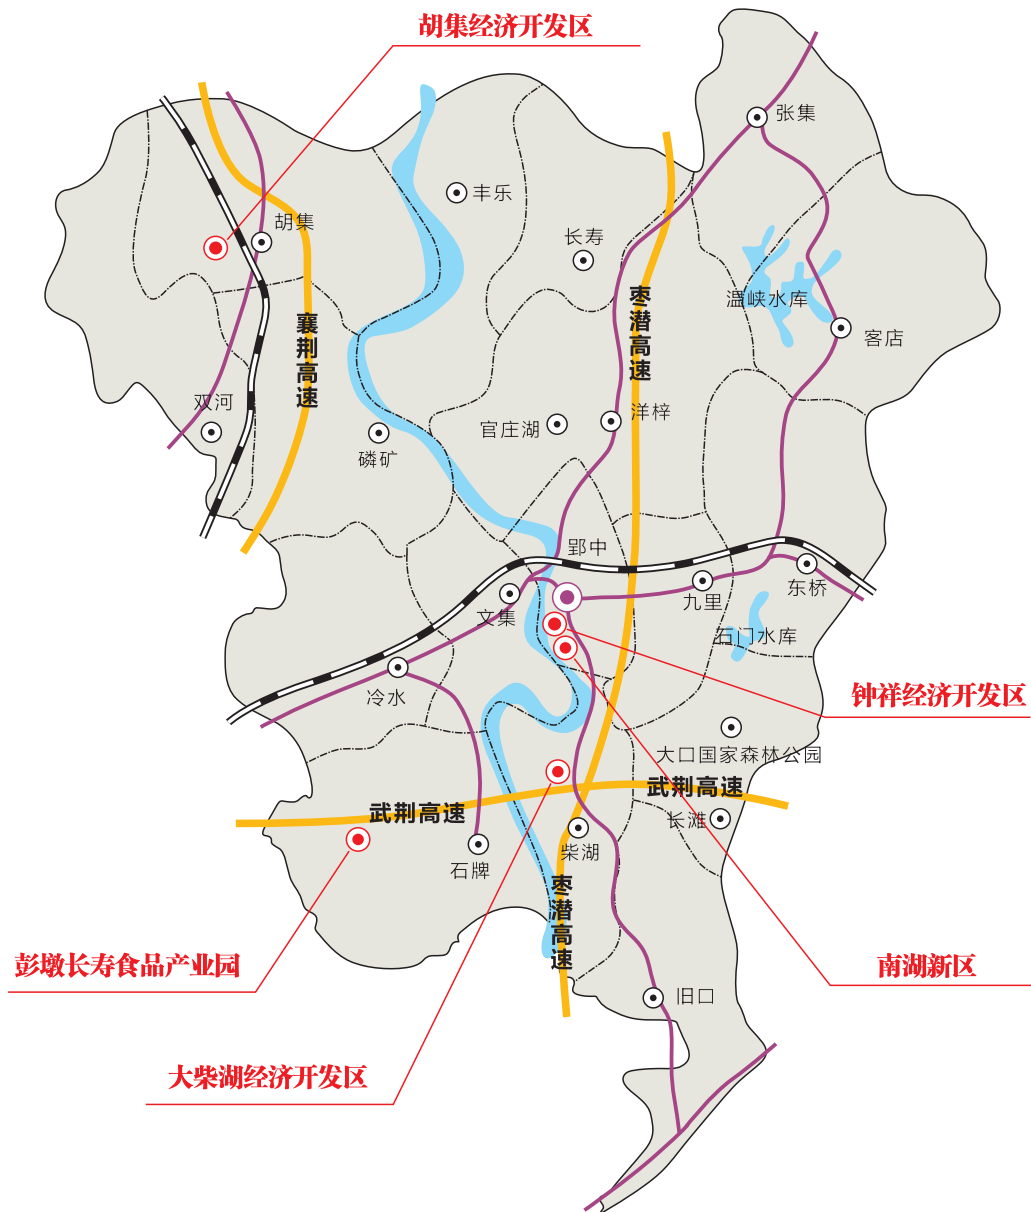 胡集经济开发区
张集
丰乐
胡集
长寿
温峡水库
枣潜高速
襄荆高速
客店
双河
洋梓
官庄湖
磷矿
郢中
东桥
九里
文集
石门水库
冷水
钟祥经济开发区
大口国家森林公园
武荆高速
武荆高速
长滩
柴湖
石牌
枣潜高速
彭墩长寿食品产业园
南湖新区
旧口
大柴湖经济开发区